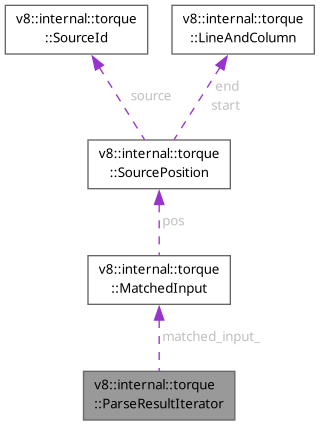 v8::internal::torque
::SourceId
v8::internal::torque
::LineAndColumn
source
end
start
v8::internal::torque
::SourcePosition
pos
v8::internal::torque
::MatchedInput
matched_input_
v8::internal::torque
::ParseResultIterator